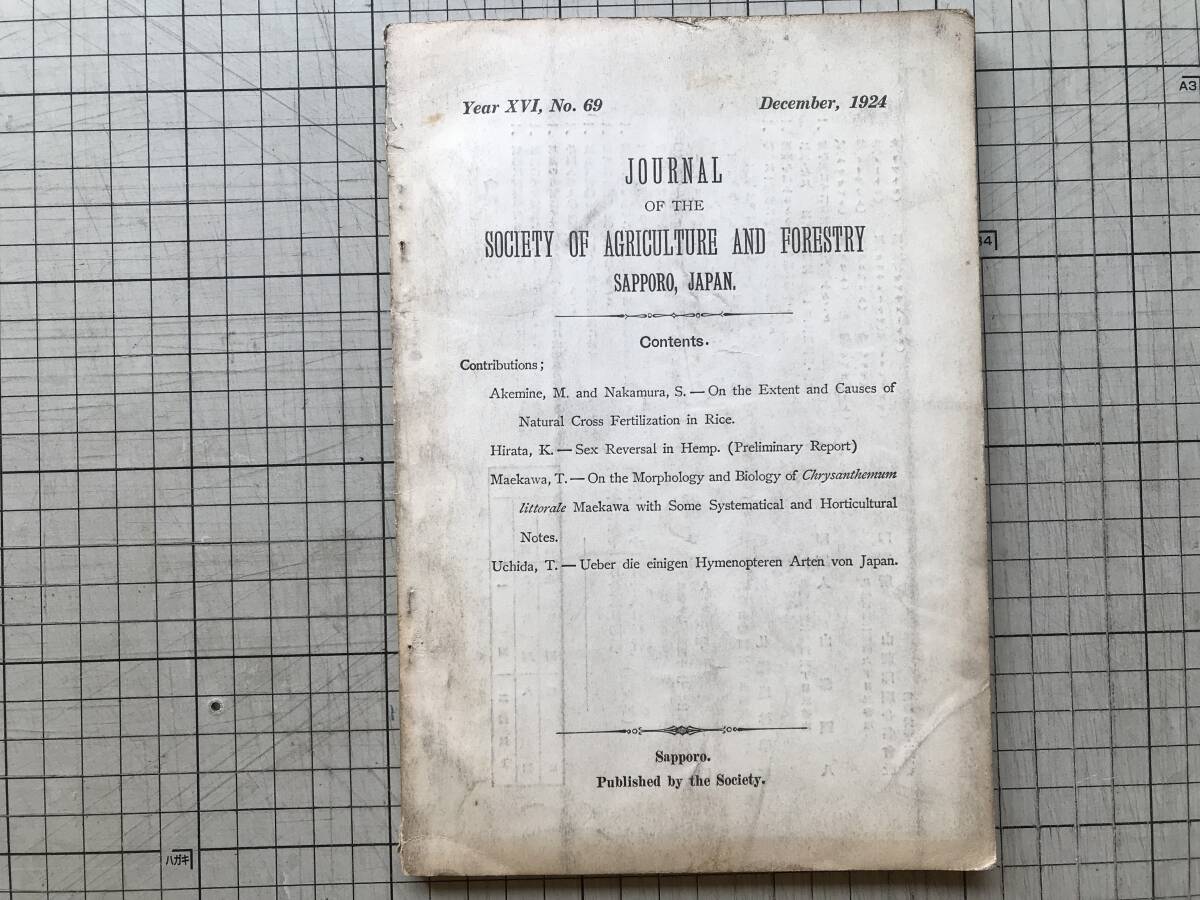 Year XVI, No. 69
December, 1924
JOURNAL
OF THE
SOCIETY OF AGRICULTURE AND FORESTRY
SAPPORO, JAPAN.
Contents.
Contributions;
Akemine, M. and Nakamura, S. — On the Extent and Causes of
Natural Cross Fertilization in Rice.
Hirata, K. — Sex Reversal in Hemp. (Preliminary Report)
Maekawa, T. — On the Morphology and Biology of Chrysanthemum
littorale Maekawa with Some Systematical and Horticultural
Notes.
Uchida, T. — Ueber die einigen Hymenopteren Arten von Japan.
Sapporo.
Published by the Society.
A3
ハガキ